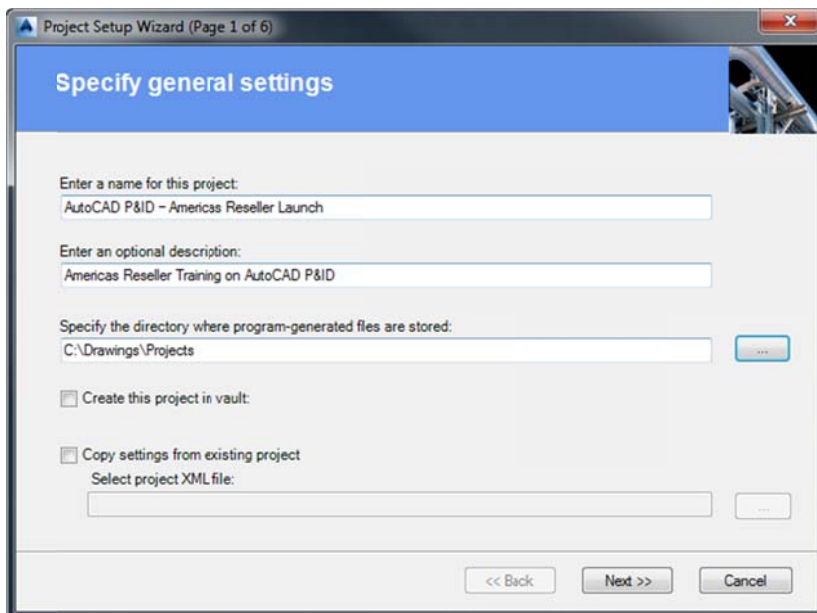 Project Setup Wizard (Page 1 of 6)
Specify general settings
Enter a name for this project:
AutoCAD P&ID - Americas Reseller Launch
Enter an optional description:
Americas Reseller Training on AutoCAD P&ID
Specify the directory where program-generated files are stored:
C:\Drawings\Projects
...
Create this project in vault:
Copy settings from existing project
Select project XML file:
...
<< Back
Next >>
Cancel